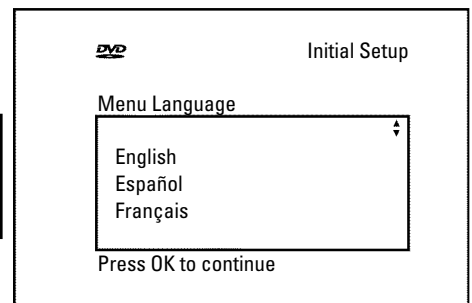 DVD
Initial Setup
Menu Language
English
Español
Français
Press OK to continue